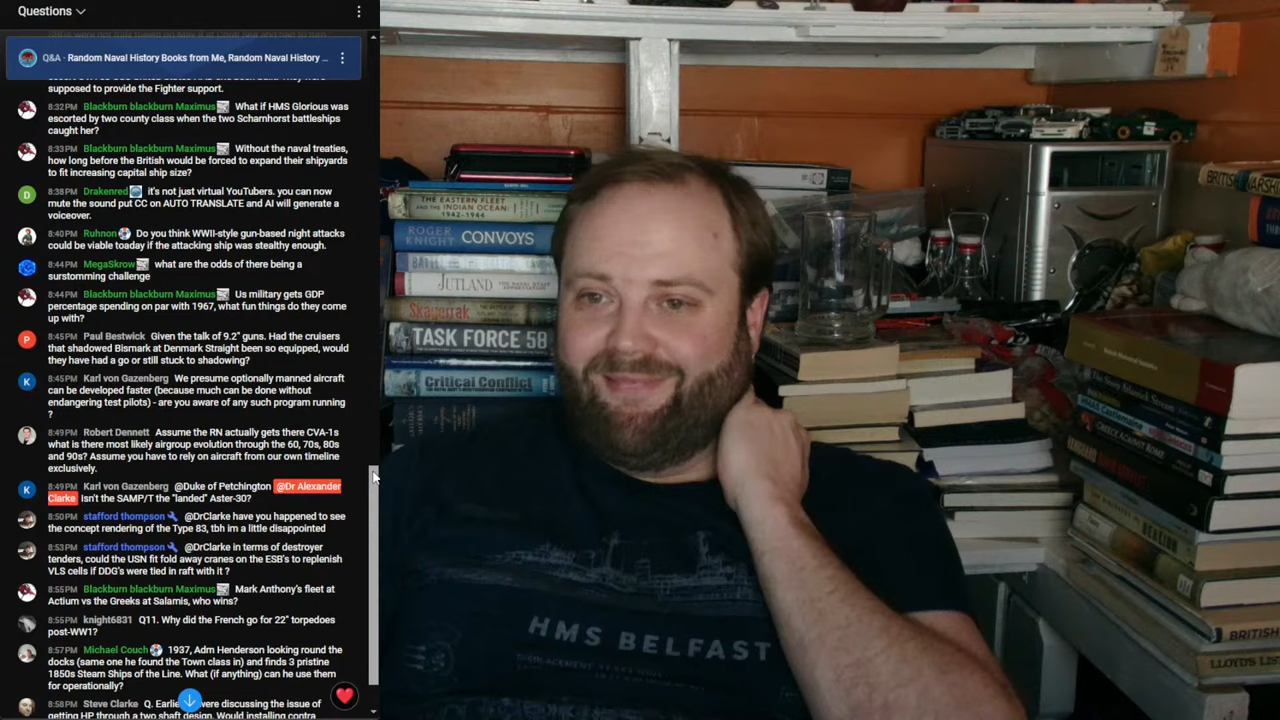 Questions
Q&A · Random Naval History Books from Me, Random Naval History ...
supposed to provide the Fighter support.
8:32PM Blackburn blackburn Maximus What if HMS Glorious was
escorted by two county class when the two Scharnhorst battleships
caught her?
8:33PM Blackburn blackburn Maximus Without the naval treaties,
how long before the British would be forced to expand their shipyards
to fit increasing capital ship size?
D
8:38PM Drakenred it's not just virtual YouTubers. you can now
mute the sound put CC on AUTO TRANSLATE and AI will generate a
voiceover.
8:40PM Ruhnon Do you think WWII-style gun-based night attacks
could be viable toaday if the attacking ship was stealthy enough.
8:44PM MegaSkrow what are the odds of there being a
surstomming challenge
8:44PM Blackburn blackburn Maximus Us military gets GDP
percentage spending on par with 1967, what fun things do they come
up with?
P
8:45PM Paul Bestwick Given the talk of 9.2" guns. Had the cruisers
that shadowed Bismark at Denmark Straight been so equipped, would
they have had a go or still stuck to shadowing?
K
8:45PM Karl von Gazenberg We presume optionally manned aircraft
can be developed faster (because much can be done without
endangering test pilots) - are you aware of any such program running
?
8:49PM Robert Dennett Assume the RN actually gets there CVA-1s
what is there most likely airgroup evolution through the 60, 70s, 80s
and 90s? Assume you have to rely on aircraft from our own timeline
exclusively.
K
8:49PM Karl von Gazenberg @Duke of Petchington @Dr Alexander
Clarke Isn't the SAMP/T the "landed" Aster-30?
8:50PM stafford thompson @DrClarke have you happened to see
the concept rendering of the Type 83, tbh im a little disappointed
8:53PM stafford thompson @DrClarke in terms of destroyer
tenders, could the USN fit fold away cranes on the ESB's to replenish
VLS cells if DDG's were tied in raft with it ?
8:55PM Blackburn blackburn Maximus Mark Anthony's fleet at
Actium vs the Greeks at Salamis, who wins?
8:55PM knight6831 Q11. Why did the French go for 22" torpedoes
post-WW1?
8:57PM Michael Couch 1937, Adm Henderson looking round the
docks (same one he found the Town class in) and finds 3 pristine
1850s Steam Ships of the Line. What (if anything) can he use
them for operationally?
8:58PM Steve Clarke Q. were discussing the issue of
getting HP through a two shaft design. Would installing contra
THE EASTERN FLEET
AND THE INDIAN OCEAN
1942-1944
ROGER
KNIGHT CONVOYS
JUTLAND
Skagerrak
TASK FORCE 58
Critical Conflict
HMS BELFAST
GREECE AGAINST ROME
BRITISH
LLOYD'S LIST